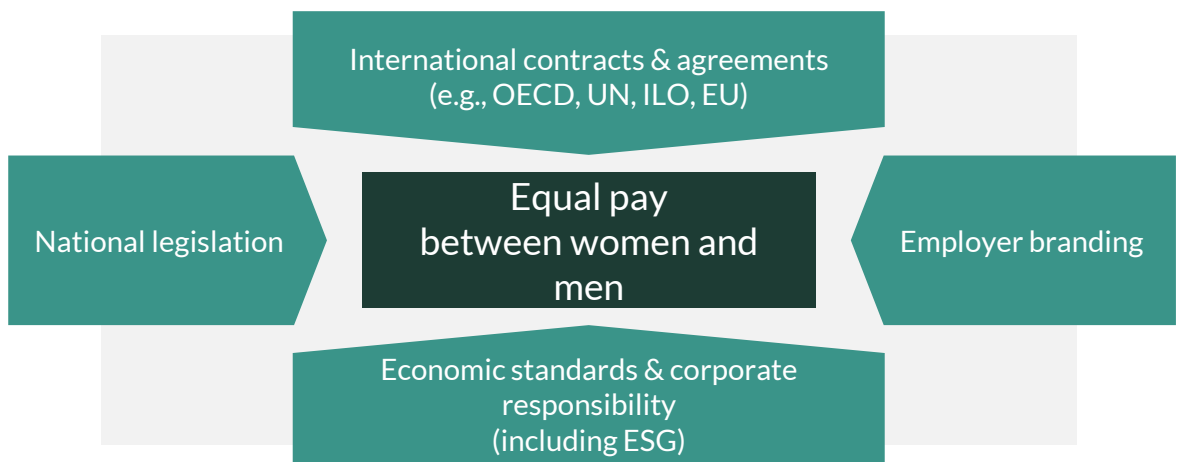 International contracts & agreements
(e.g., OECD, UN, ILO, EU)
National legislation
Equal pay
between women and
men
Employer branding
Economic standards & corporate
responsibility
(including ESG)